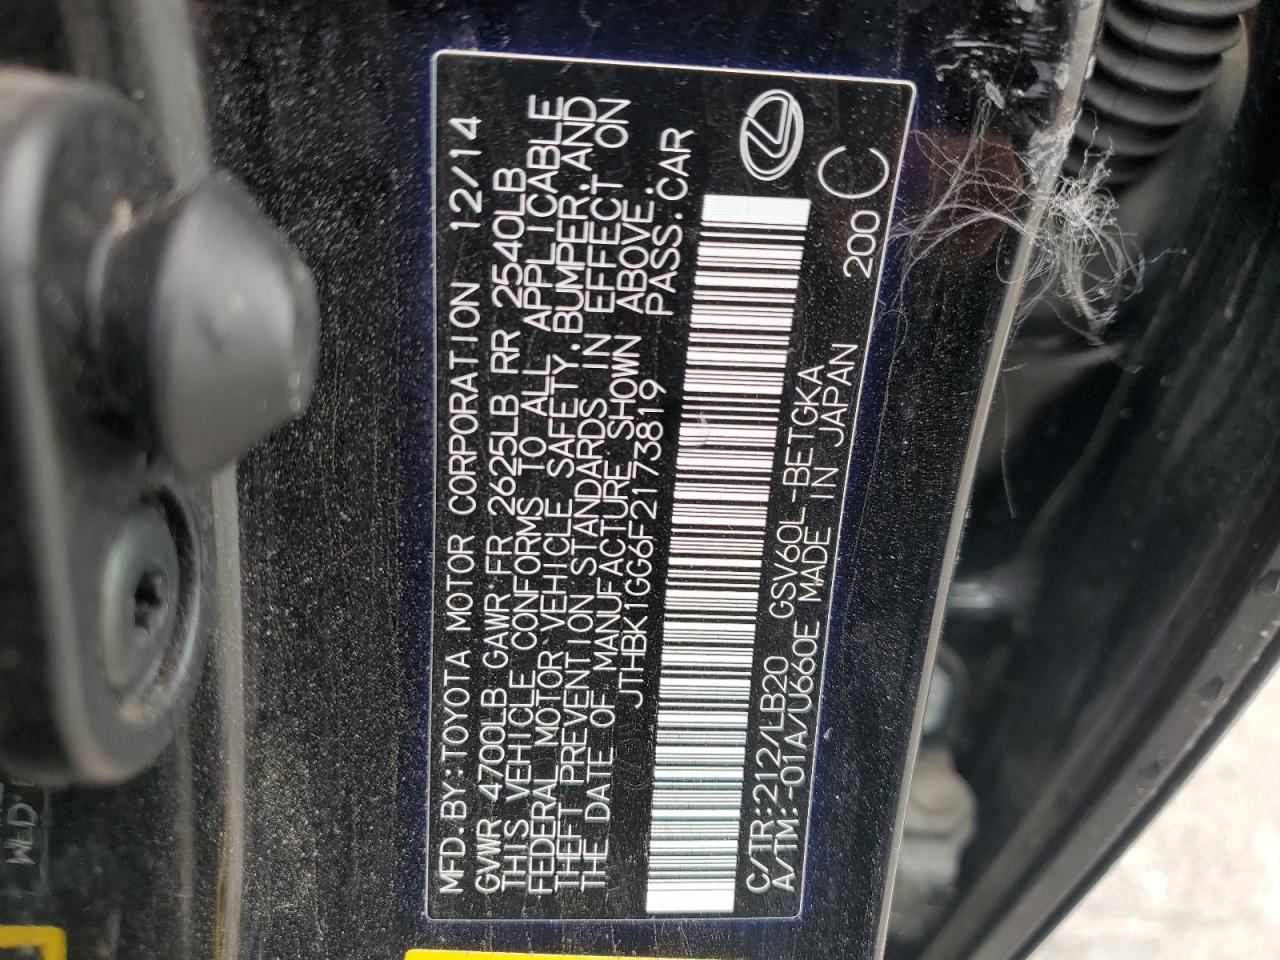 MFD.BY:TOYOTA MOTOR CORPORATION 12/14
GVWR 4700LB GAWR FR 2625LB RR 2540LB
THIS VEHICLE CONFORMS TO ALL APPLICABLE
FEDERAL MOTOR VEHICLE SAFETY.BUMPER.AND
THEFT PREVENTION STANDARDS IN EFFECT ON
THE DATE OF MANUFACTURE SHOWN ABOVE.
JTHBK1GG6F2173819 PASS.CAR
C/TR:212/LB20 GSV60L-BETGKA 200 C
A/TM:-01A/U660E MADE IN JAPAN